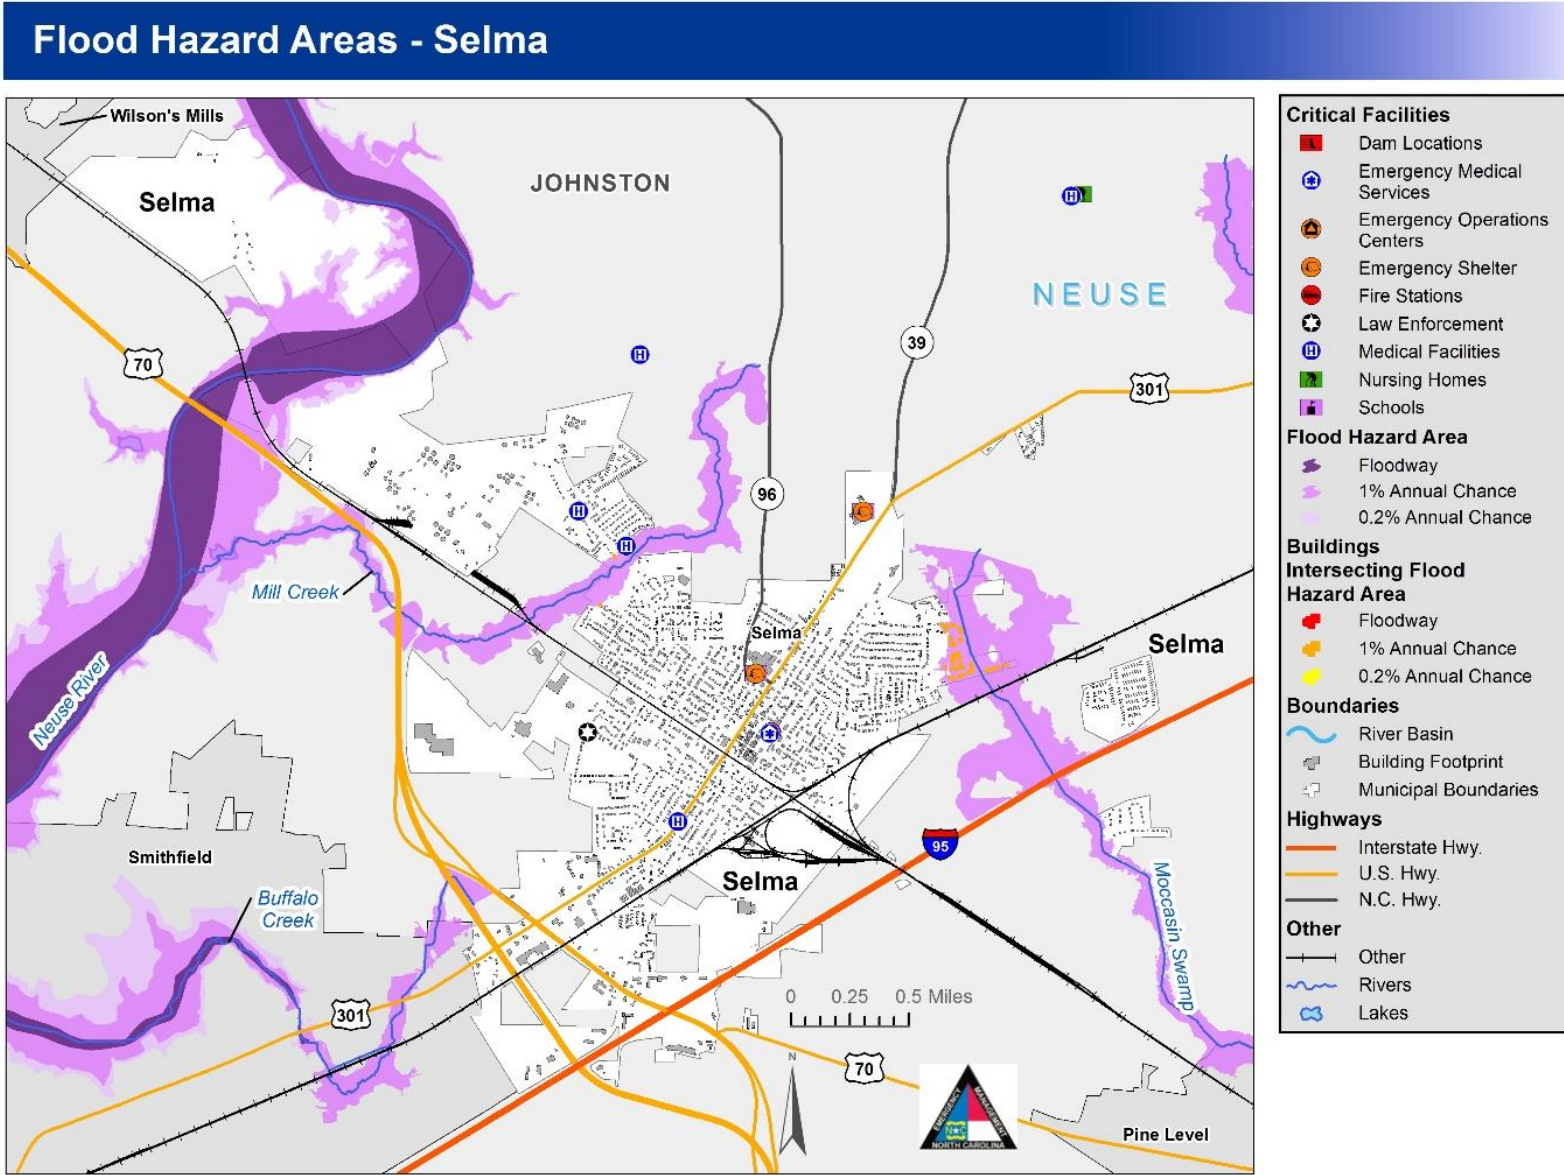 Flood Hazard Areas - Selma
Wilson's Mills
Selma
JOHNSTON
NEUSE
70
39
301
96
Mill Creek
Selma
Selma
Neuse River
Smithfield
95
Selma
Buffalo
Creek
Moccasin Swamp
301
0 0.25 0.5 Miles
N
70
EMERGENCY
MANAGEMENT
NORTH CAROLINA
Pine Level
Critical Facilities
Dam Locations
Emergency Medical
Services
Emergency Operations
Centers
Emergency Shelter
Fire Stations
Law Enforcement
H Medical Facilities
Nursing Homes
Schools
Flood Hazard Area
Floodway
1% Annual Chance
0.2% Annual Chance
Buildings
Intersecting Flood
Hazard Area
Floodway
1% Annual Chance
0.2% Annual Chance
Boundaries
River Basin
Building Footprint
Municipal Boundaries
Highways
Interstate Hwy.
U.S. Hwy.
N.C. Hwy.
Other
Other
Rivers
Lakes